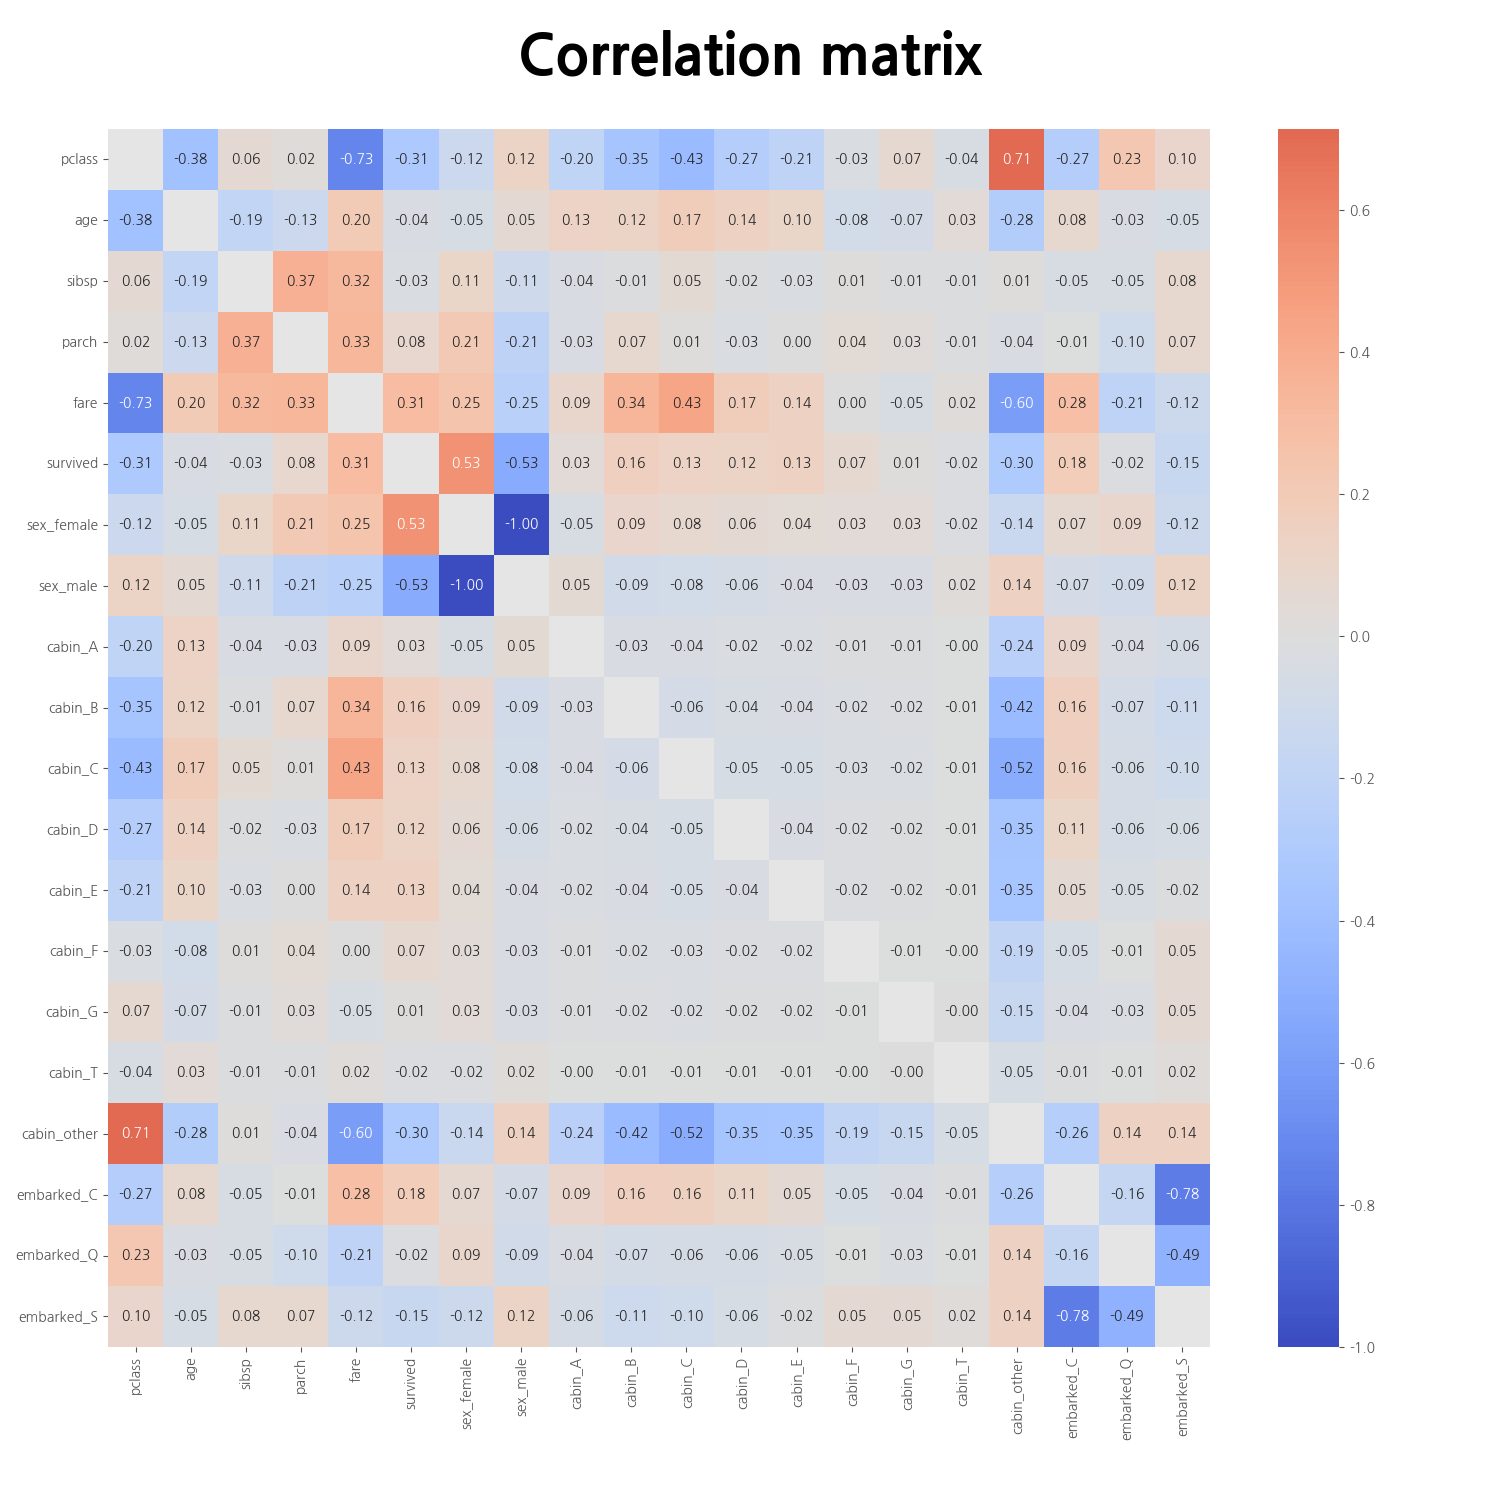 Correlation matrix
pclass -0.38 0.06 0.02 -0.73 -0.31 -0.12 0.12 -0.20 -0.35 -0.43 -0.27 -0.21 -0.03 0.07 -0.04 0.71 -0.27 0.23 0.10
age -0.38 -0.19 -0.13 0.20 -0.04 -0.05 0.05 0.13 0.12 0.17 0.14 0.10 -0.08 -0.07 0.03 -0.28 0.08 -0.03 -0.05
sibsp 0.06 -0.19 0.37 0.32 -0.03 0.11 -0.11 -0.04 -0.01 0.05 -0.02 -0.03 0.01 -0.01 -0.01 0.01 -0.05 -0.05 0.08
parch 0.02 -0.13 0.37 0.33 0.08 0.21 -0.21 -0.03 0.07 0.01 -0.03 0.00 0.04 0.03 -0.01 -0.04 -0.01 -0.10 0.07
fare -0.73 0.20 0.32 0.33 0.31 0.25 -0.25 0.09 0.34 0.43 0.17 0.14 0.00 -0.05 0.02 -0.60 0.28 -0.21 -0.12
survived -0.31 -0.04 -0.03 0.08 0.31 0.53 -0.53 0.03 0.16 0.13 0.12 0.13 0.07 0.01 -0.02 -0.30 0.18 -0.02 -0.15
sex_female -0.12 -0.05 0.11 0.21 0.25 0.53 -1.00 -0.05 0.09 0.08 0.06 0.04 0.03 0.03 -0.02 -0.14 0.07 0.09 -0.12
sex_male 0.12 0.05 -0.11 -0.21 -0.25 -0.53 -1.00 0.05 -0.09 -0.08 -0.06 -0.04 -0.03 -0.03 0.02 0.14 -0.07 -0.09 0.12
cabin_A -0.20 0.13 -0.04 -0.03 0.09 0.03 -0.05 0.05 -0.03 -0.04 -0.02 -0.02 -0.01 -0.01 -0.00 -0.24 0.09 -0.04 -0.06
cabin_B -0.35 0.12 -0.01 0.07 0.34 0.16 0.09 -0.09 -0.03 -0.06 -0.04 -0.04 -0.02 -0.02 -0.01 -0.42 0.16 -0.07 -0.11
cabin_C -0.43 0.17 0.05 0.01 0.43 0.13 0.08 -0.08 -0.04 -0.06 -0.05 -0.05 -0.03 -0.02 -0.01 -0.52 0.16 -0.06 -0.10
cabin_D -0.27 0.14 -0.02 -0.03 0.17 0.12 0.06 -0.06 -0.02 -0.04 -0.05 -0.04 -0.02 -0.02 -0.01 -0.35 0.11 -0.06 -0.06
cabin_E -0.21 0.10 -0.03 0.00 0.14 0.13 0.04 -0.04 -0.02 -0.04 -0.05 -0.04 -0.02 -0.02 -0.01 -0.35 0.05 -0.05 -0.02
cabin_F -0.03 -0.08 0.01 0.04 0.00 0.07 0.03 -0.03 -0.01 -0.02 -0.03 -0.02 -0.02 -0.01 -0.00 -0.19 -0.05 -0.01 0.05
cabin_G 0.07 -0.07 -0.01 0.03 -0.05 0.01 0.03 -0.03 -0.01 -0.02 -0.02 -0.02 -0.02 -0.01 -0.00 -0.15 -0.04 -0.03 0.05
cabin_T -0.04 0.03 -0.01 -0.01 0.02 -0.02 -0.02 0.02 -0.00 -0.01 -0.01 -0.01 -0.01 -0.00 -0.00 -0.05 -0.01 -0.01 0.02
cabin_other 0.71 -0.28 0.01 -0.04 -0.60 -0.30 -0.14 0.14 -0.24 -0.42 -0.52 -0.35 -0.35 -0.19 -0.15 -0.05 -0.26 0.14 0.14
embarked_C -0.27 0.08 -0.05 -0.01 0.28 0.18 0.07 -0.07 0.09 0.16 0.16 0.11 0.05 -0.05 -0.04 -0.01 -0.26 -0.16 -0.78
embarked_Q 0.23 -0.03 -0.05 -0.10 -0.21 -0.02 0.09 -0.09 -0.04 -0.07 -0.06 -0.06 -0.05 -0.01 -0.03 -0.01 0.14 -0.16 -0.49
embarked_S 0.10 -0.05 0.08 0.07 -0.12 -0.15 -0.12 0.12 -0.06 -0.11 -0.10 -0.06 -0.02 0.05 0.05 0.02 0.14 -0.78 -0.49
pclass age sibsp parch fare survived sex_female sex_male cabin_A cabin_B cabin_C cabin_D cabin_E cabin_F cabin_G cabin_T cabin_other embarked_C embarked_Q embarked_S
0.6
0.4
0.2
0.0
-0.2
-0.4
-0.6
-0.8
-1.0